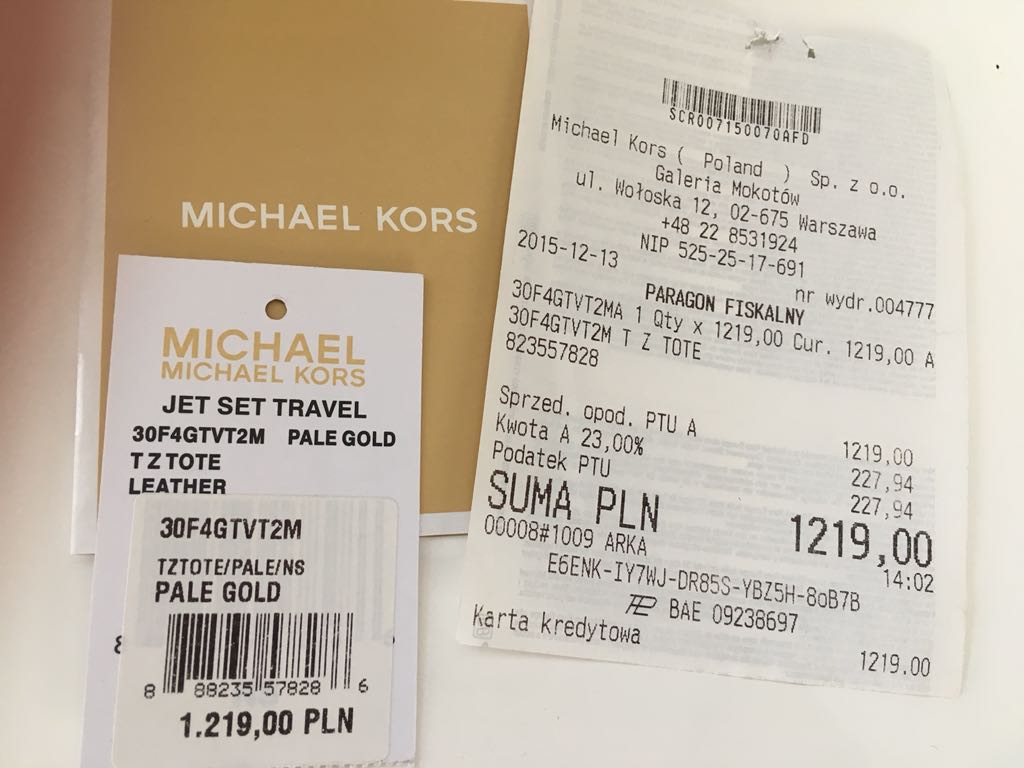 MICHAEL KORS
MICHAEL
MICHAEL KORS
JET SET TRAVEL
30F4GTVT2M PALE GOLD
T Z TOTE
LEATHER
30F4GTVT2M
TZTOTE/PALE/NS
PALE GOLD
8 88235 57828 6
1.219,00 PLN
SCR007150070AFD
Michael Kors ( Poland ) Sp. z o.o.
Galeria Mokotów
ul. Wołoska 12, 02-675 Warszawa
+48 22 8531924
NIP 525-25-17-691
2015-12-13 nr wydr.004777
PARAGON FISKALNY
30F4GTVT2MA 1 Qty x 1219,00 Cur. 1219,00 A
30F4GTVT2M T Z TOTE
823557828
Sprzed. opod. PTU A 1219,00
Kwota A 23,00% 227,94
Podatek PTU 227,94
SUMA PLN 1219,00
00008#1009 ARKA 14:02
E6ENK-IY7WJ-DR85S-YBZ5H-8oB7B
BAE 09238697
Karta kredytowa 1219.00